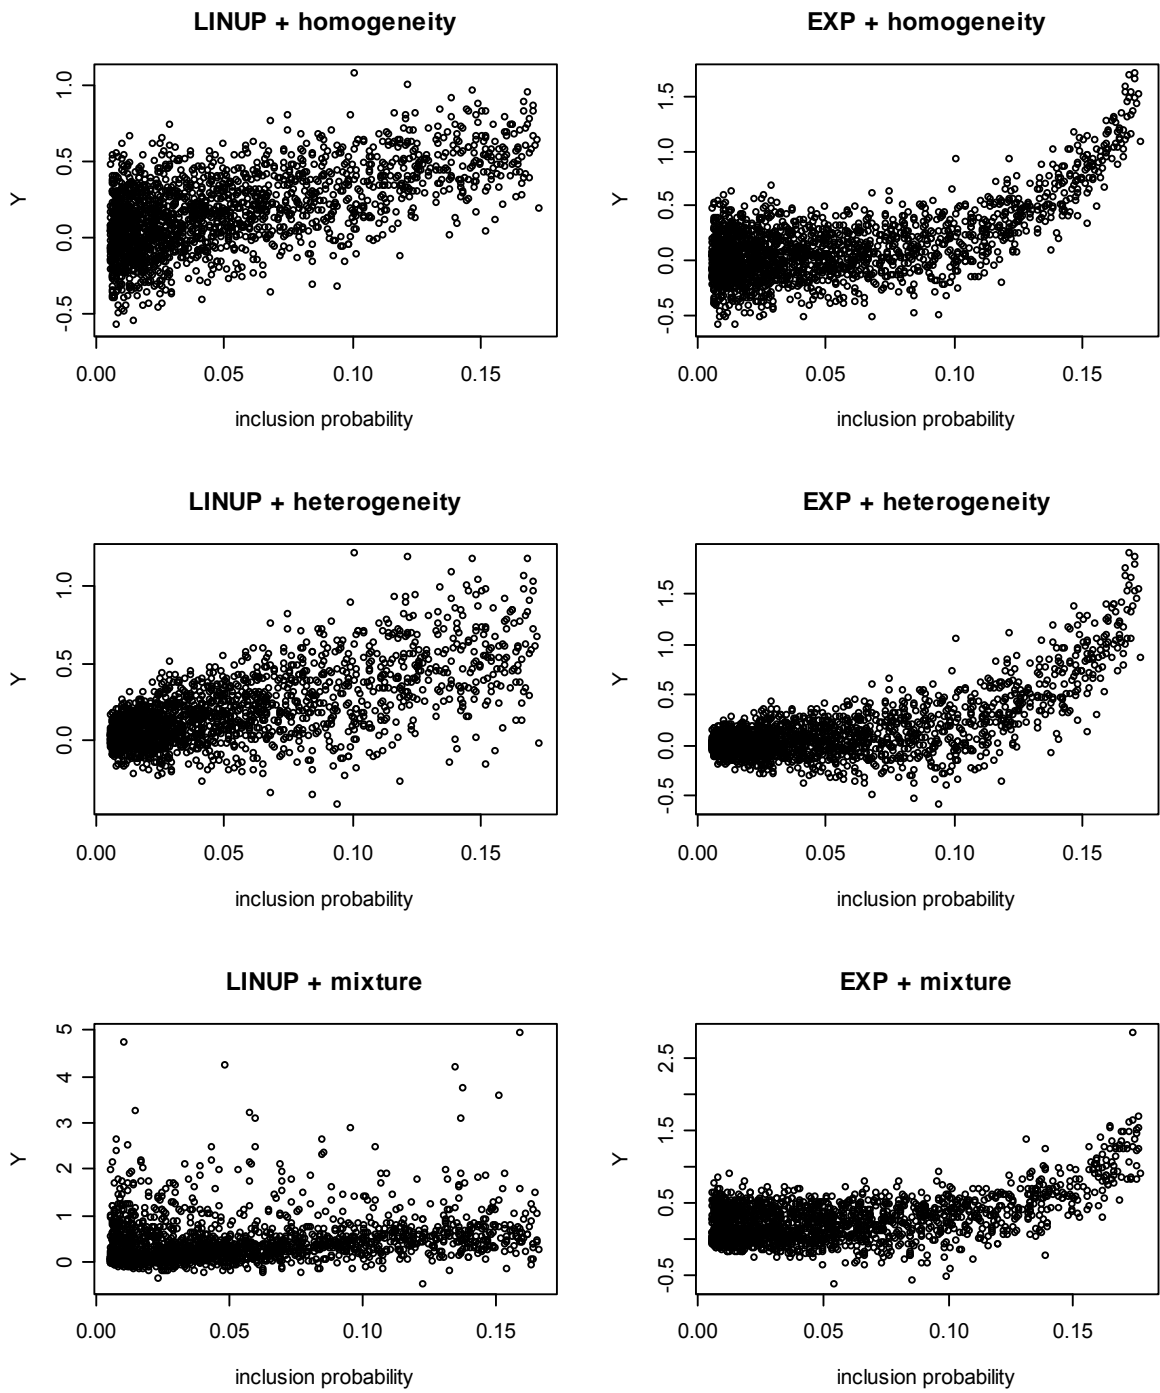 LINUP + homogeneity
EXP + homogeneity
Y
1.0
0.5
0.0
-0.5
0.00 0.05 0.10 0.15
inclusion probability
Y
1.5
1.0
0.5
0.0
-0.5
0.00 0.05 0.10 0.15
inclusion probability
LINUP + heterogeneity
EXP + heterogeneity
Y
1.0
0.5
0.0
0.00 0.05 0.10 0.15
inclusion probability
Y
1.5
1.0
0.5
0.0
-0.5
0.00 0.05 0.10 0.15
inclusion probability
LINUP + mixture
EXP + mixture
Y
5
4
3
2
1
0
0.00 0.05 0.10 0.15
inclusion probability
Y
2.5
1.5
0.5
-0.5
0.00 0.05 0.10 0.15
inclusion probability